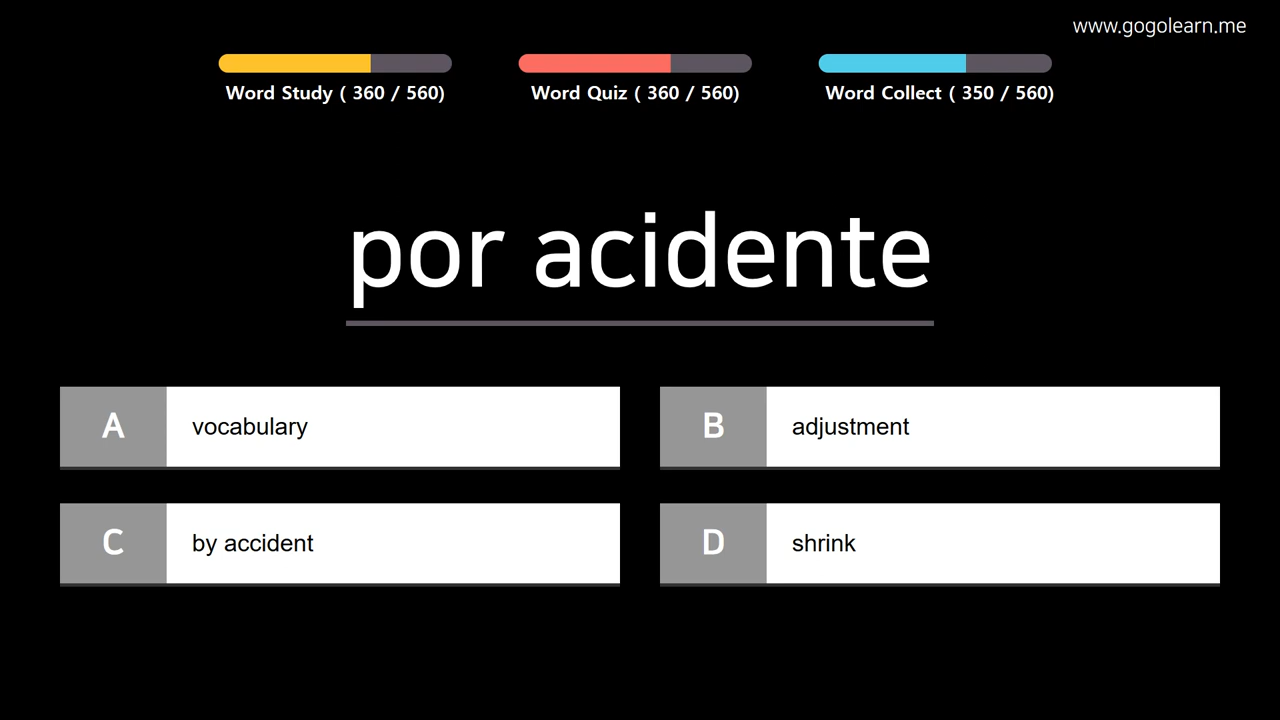 www.gogolearn.me
Word Study ( 360 / 560)
Word Quiz ( 360 / 560)
Word Collect ( 350 / 560)
por acidente
A vocabulary
B adjustment
C by accident
D shrink